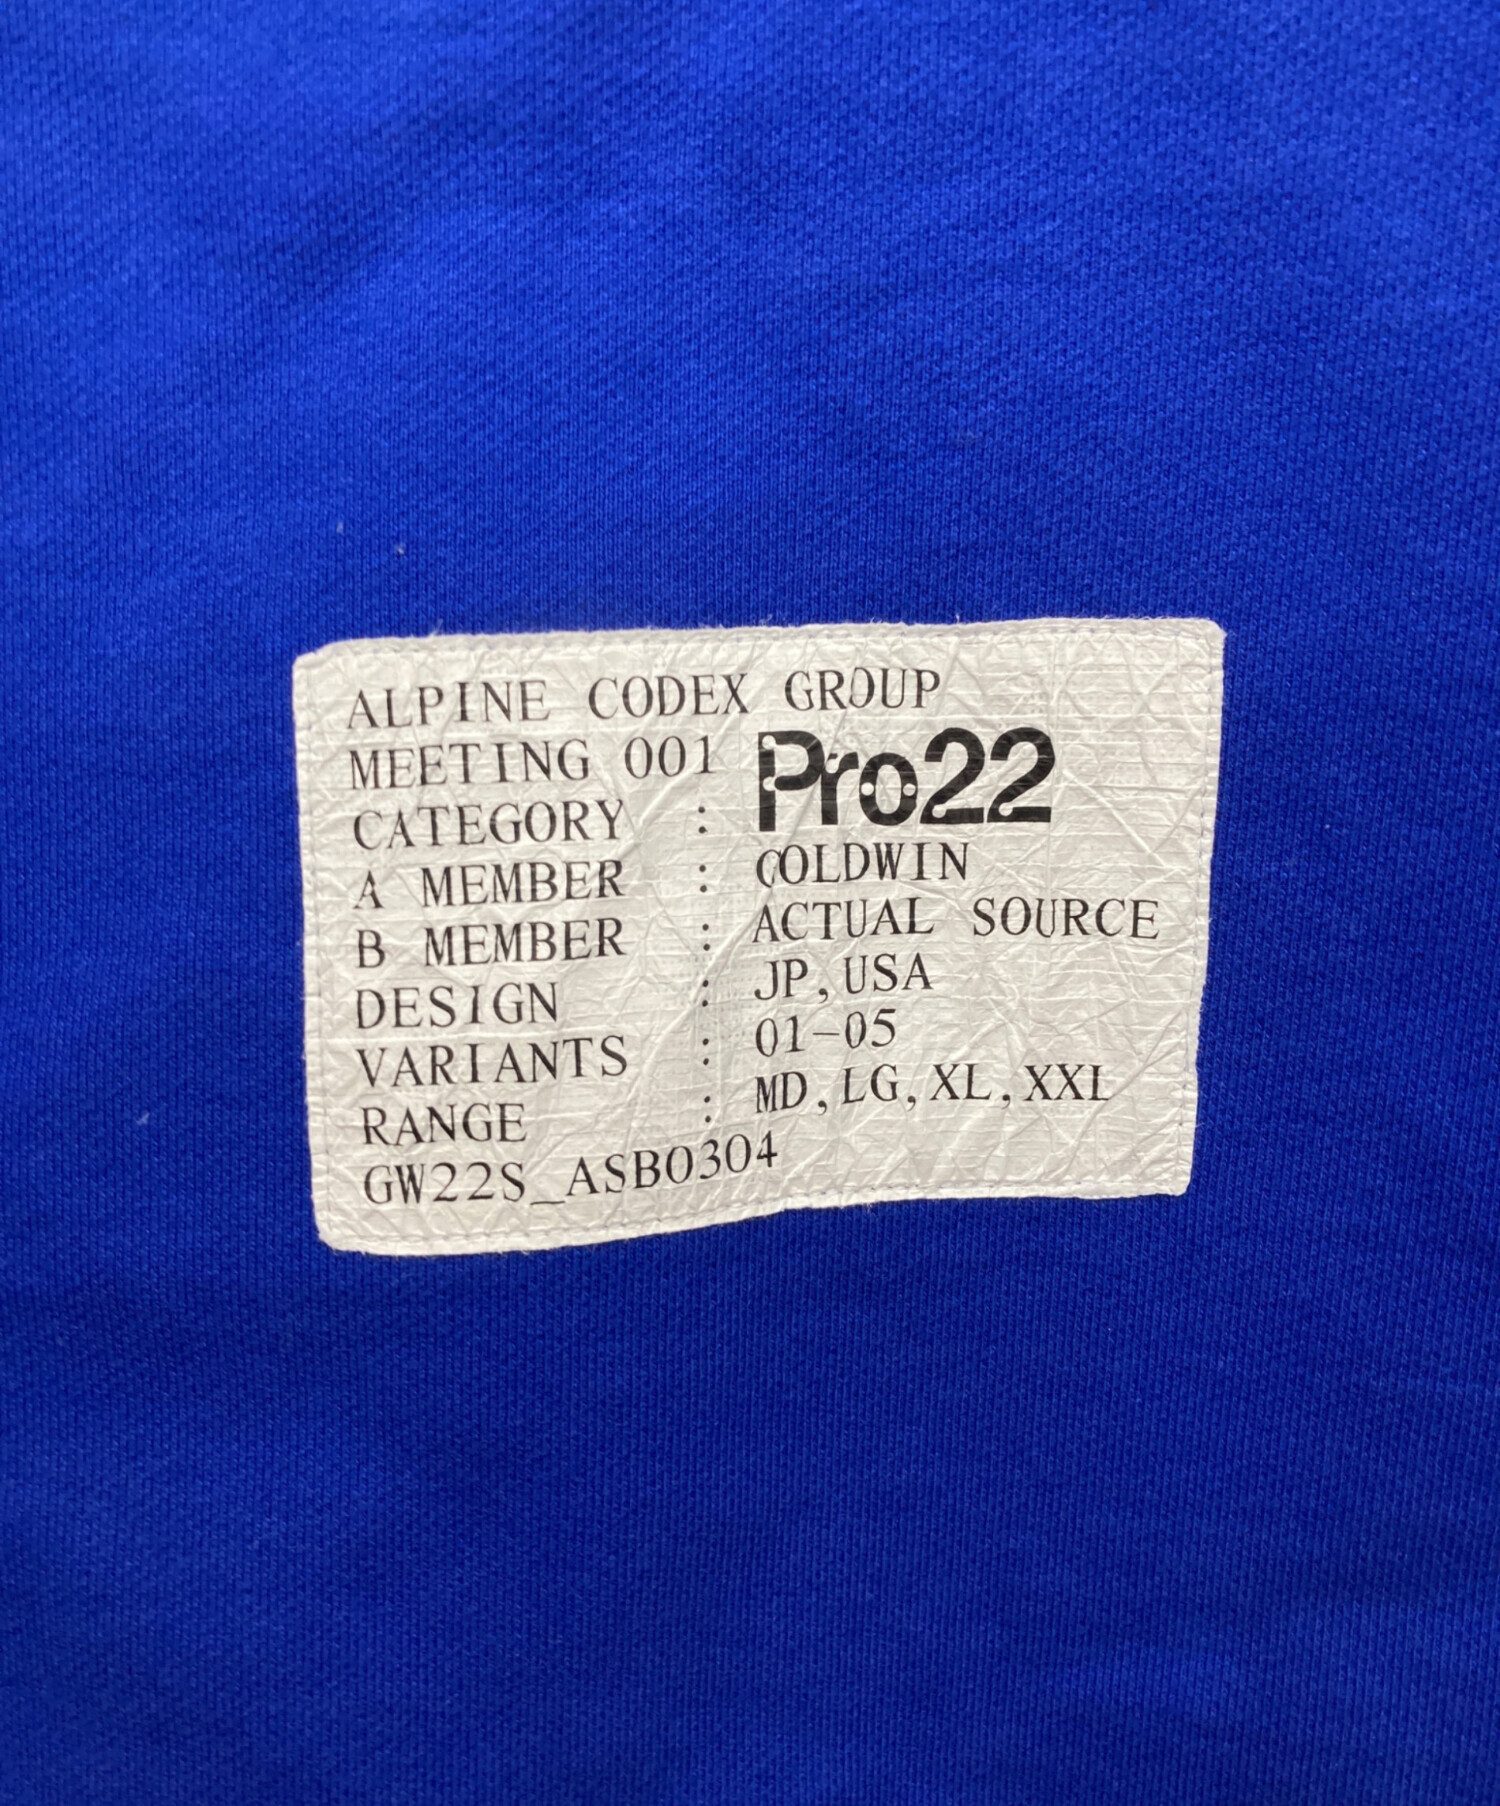 ALPINE CODEX GROUP
MEETING 001
CATEGORY : Pro22
A MEMBER : COLDWIN
B MEMBER : ACTUAL SOURCE
DESIGN : JP,USA
VARIANTS : 01-05
RANGE : MD,LG,XL,XXL
GW22S_ASB0304